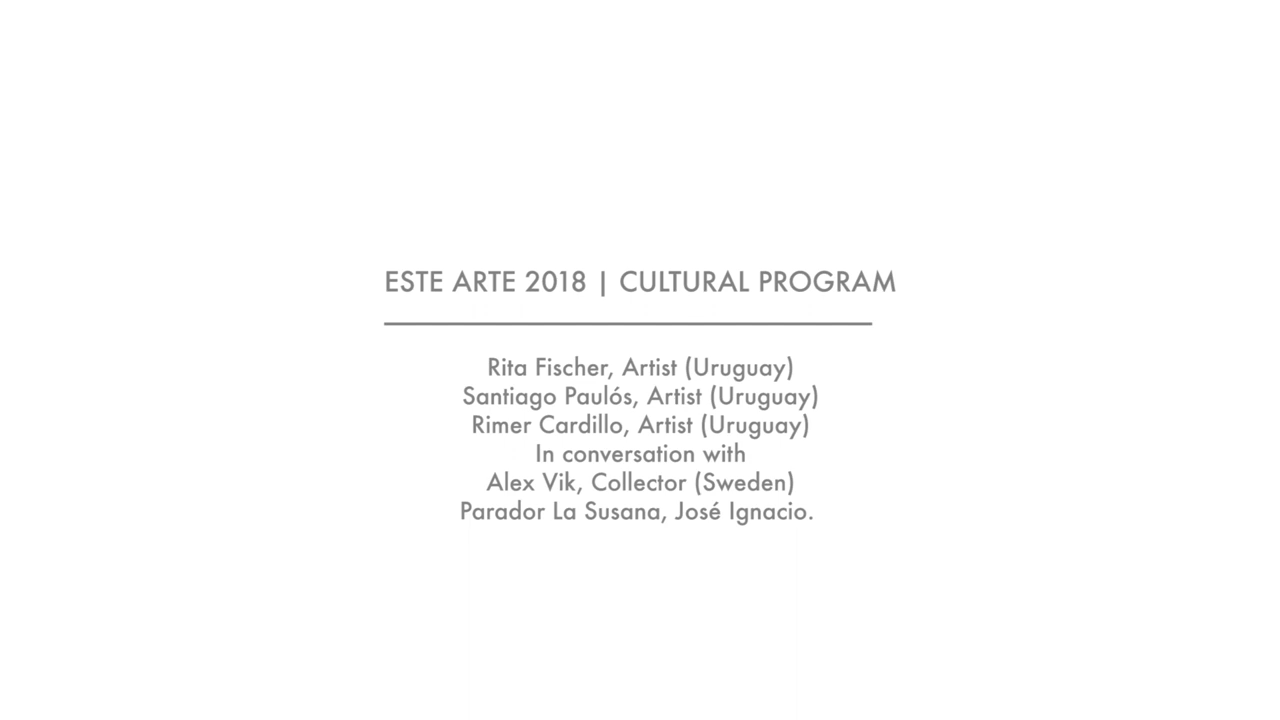 ESTE ARTE 2018 | CULTURAL PROGRAM
Rita Fischer, Artist (Uruguay)
Santiago Paulós, Artist (Uruguay)
Rimer Cardillo, Artist (Uruguay)
In conversation with
Alex Vik, Collector (Sweden)
Parador La Susana, José Ignacio.